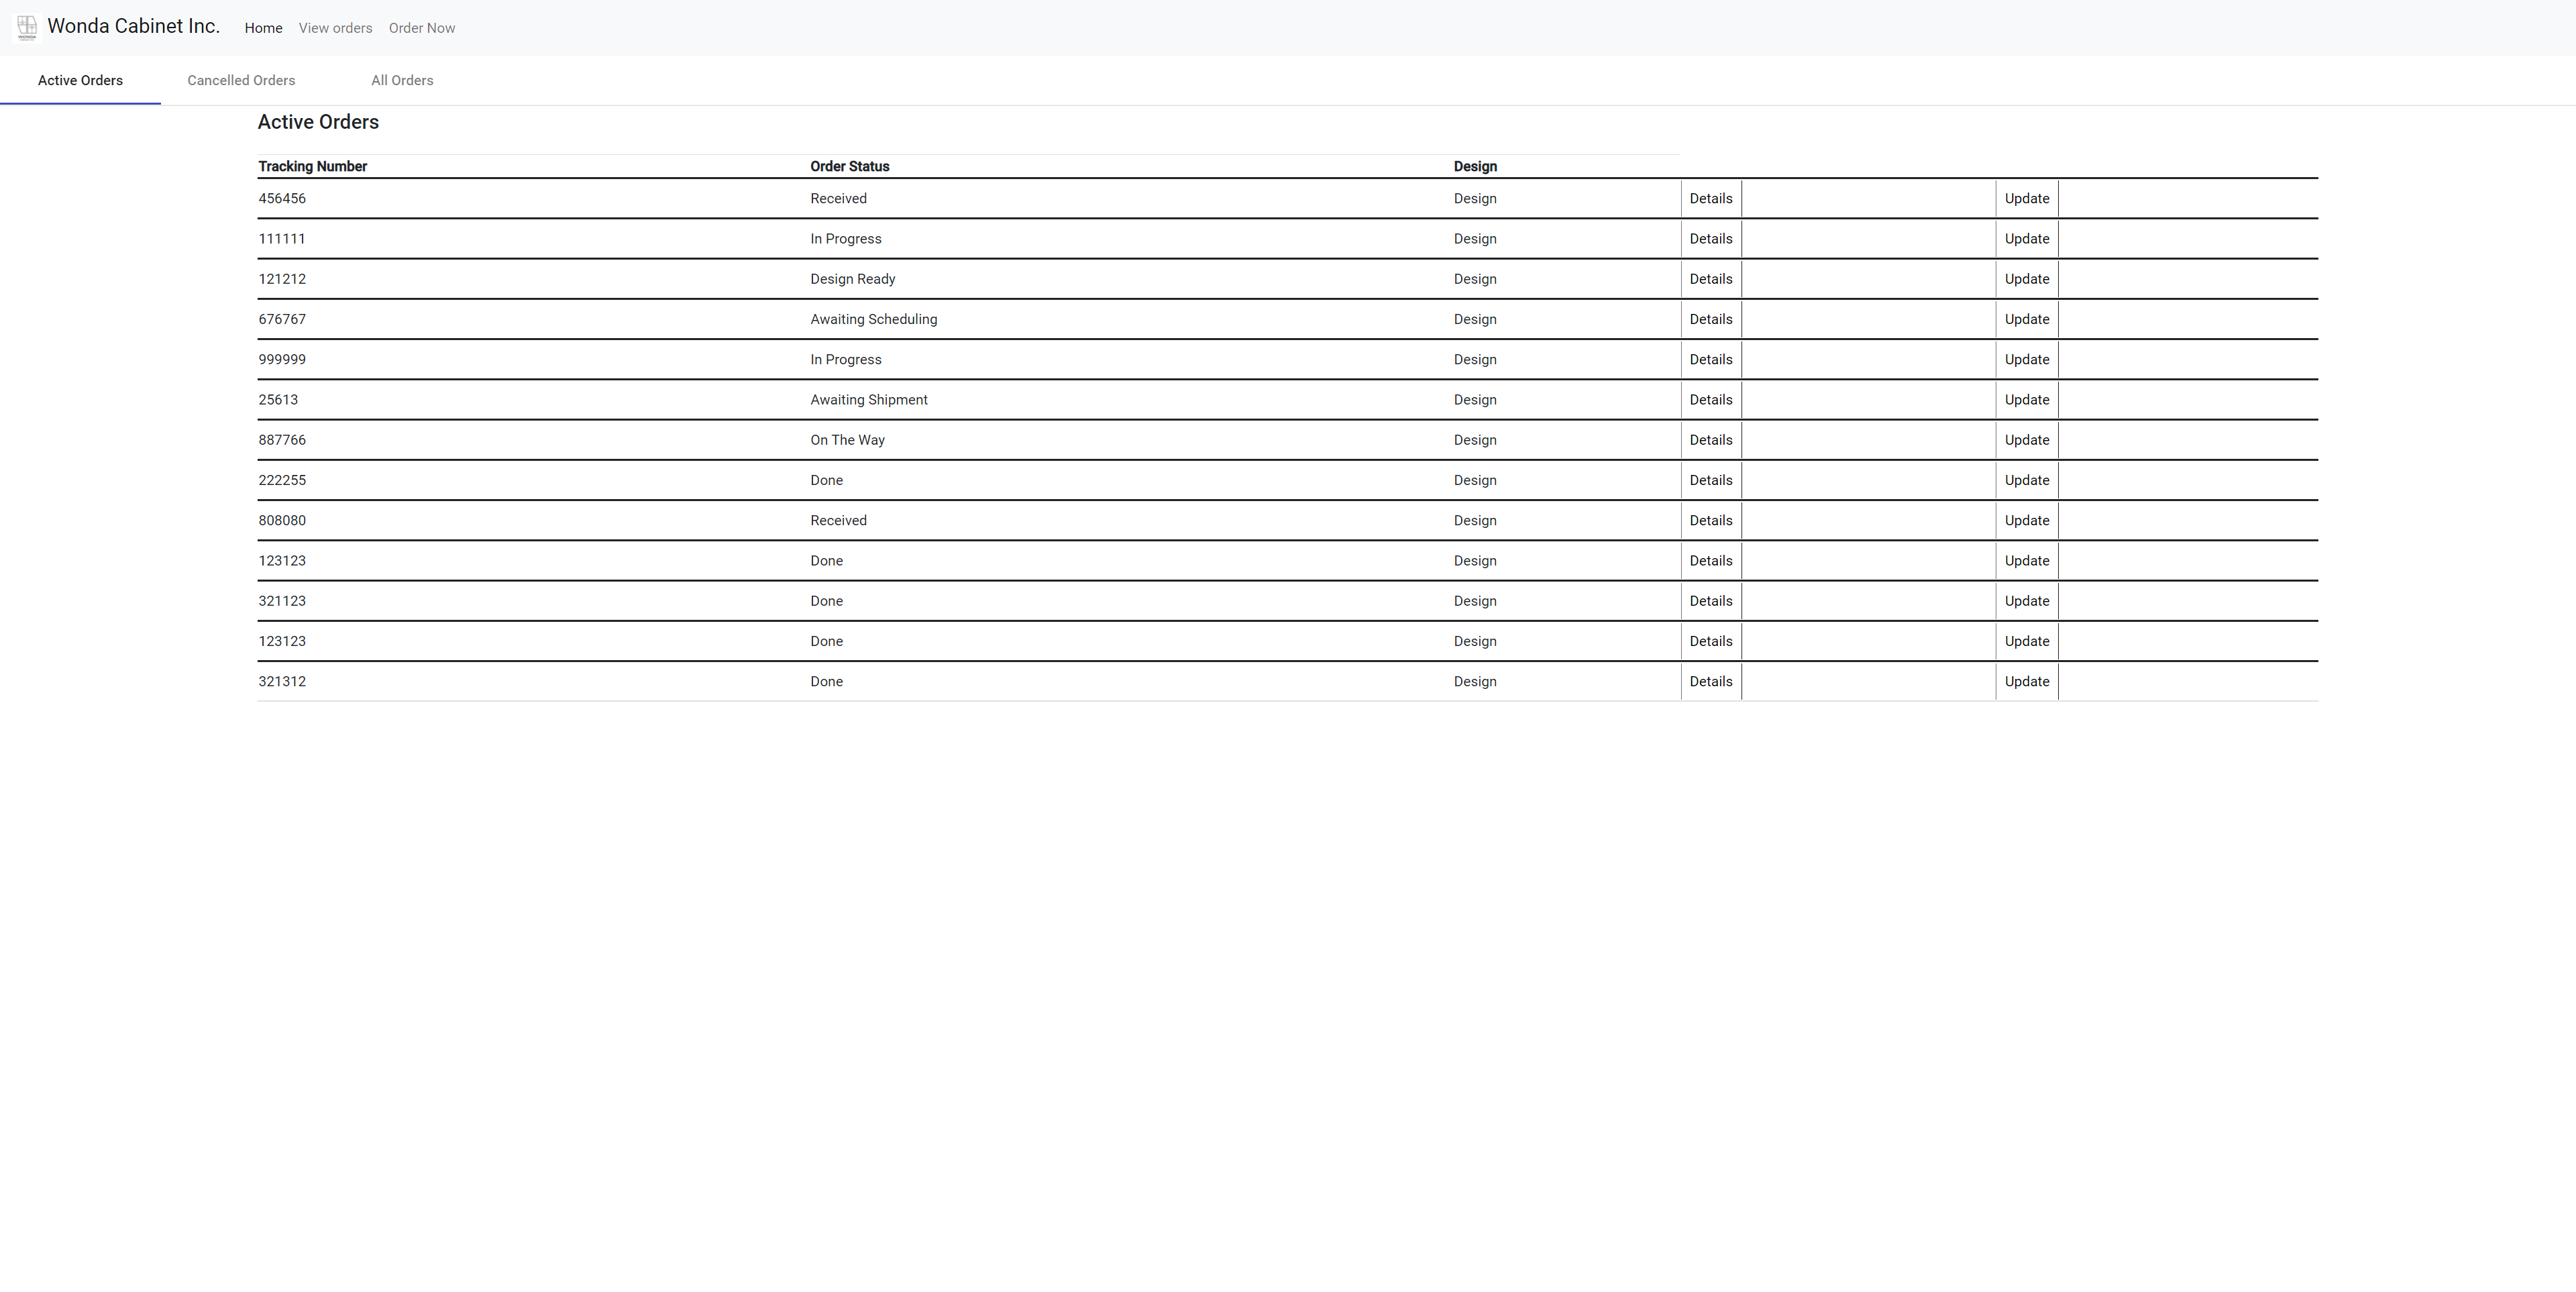 Wonda Cabinet Inc. Home View orders Order Now
Active Orders Cancelled Orders All Orders
Active Orders
Tracking Number Order Status Design
456456 Received Design Details Update
111111 In Progress Design Details Update
121212 Design Ready Design Details Update
676767 Awaiting Scheduling Design Details Update
999999 In Progress Design Details Update
25613 Awaiting Shipment Design Details Update
887766 On The Way Design Details Update
222255 Done Design Details Update
808080 Received Design Details Update
123123 Done Design Details Update
321123 Done Design Details Update
123123 Done Design Details Update
321312 Done Design Details Update